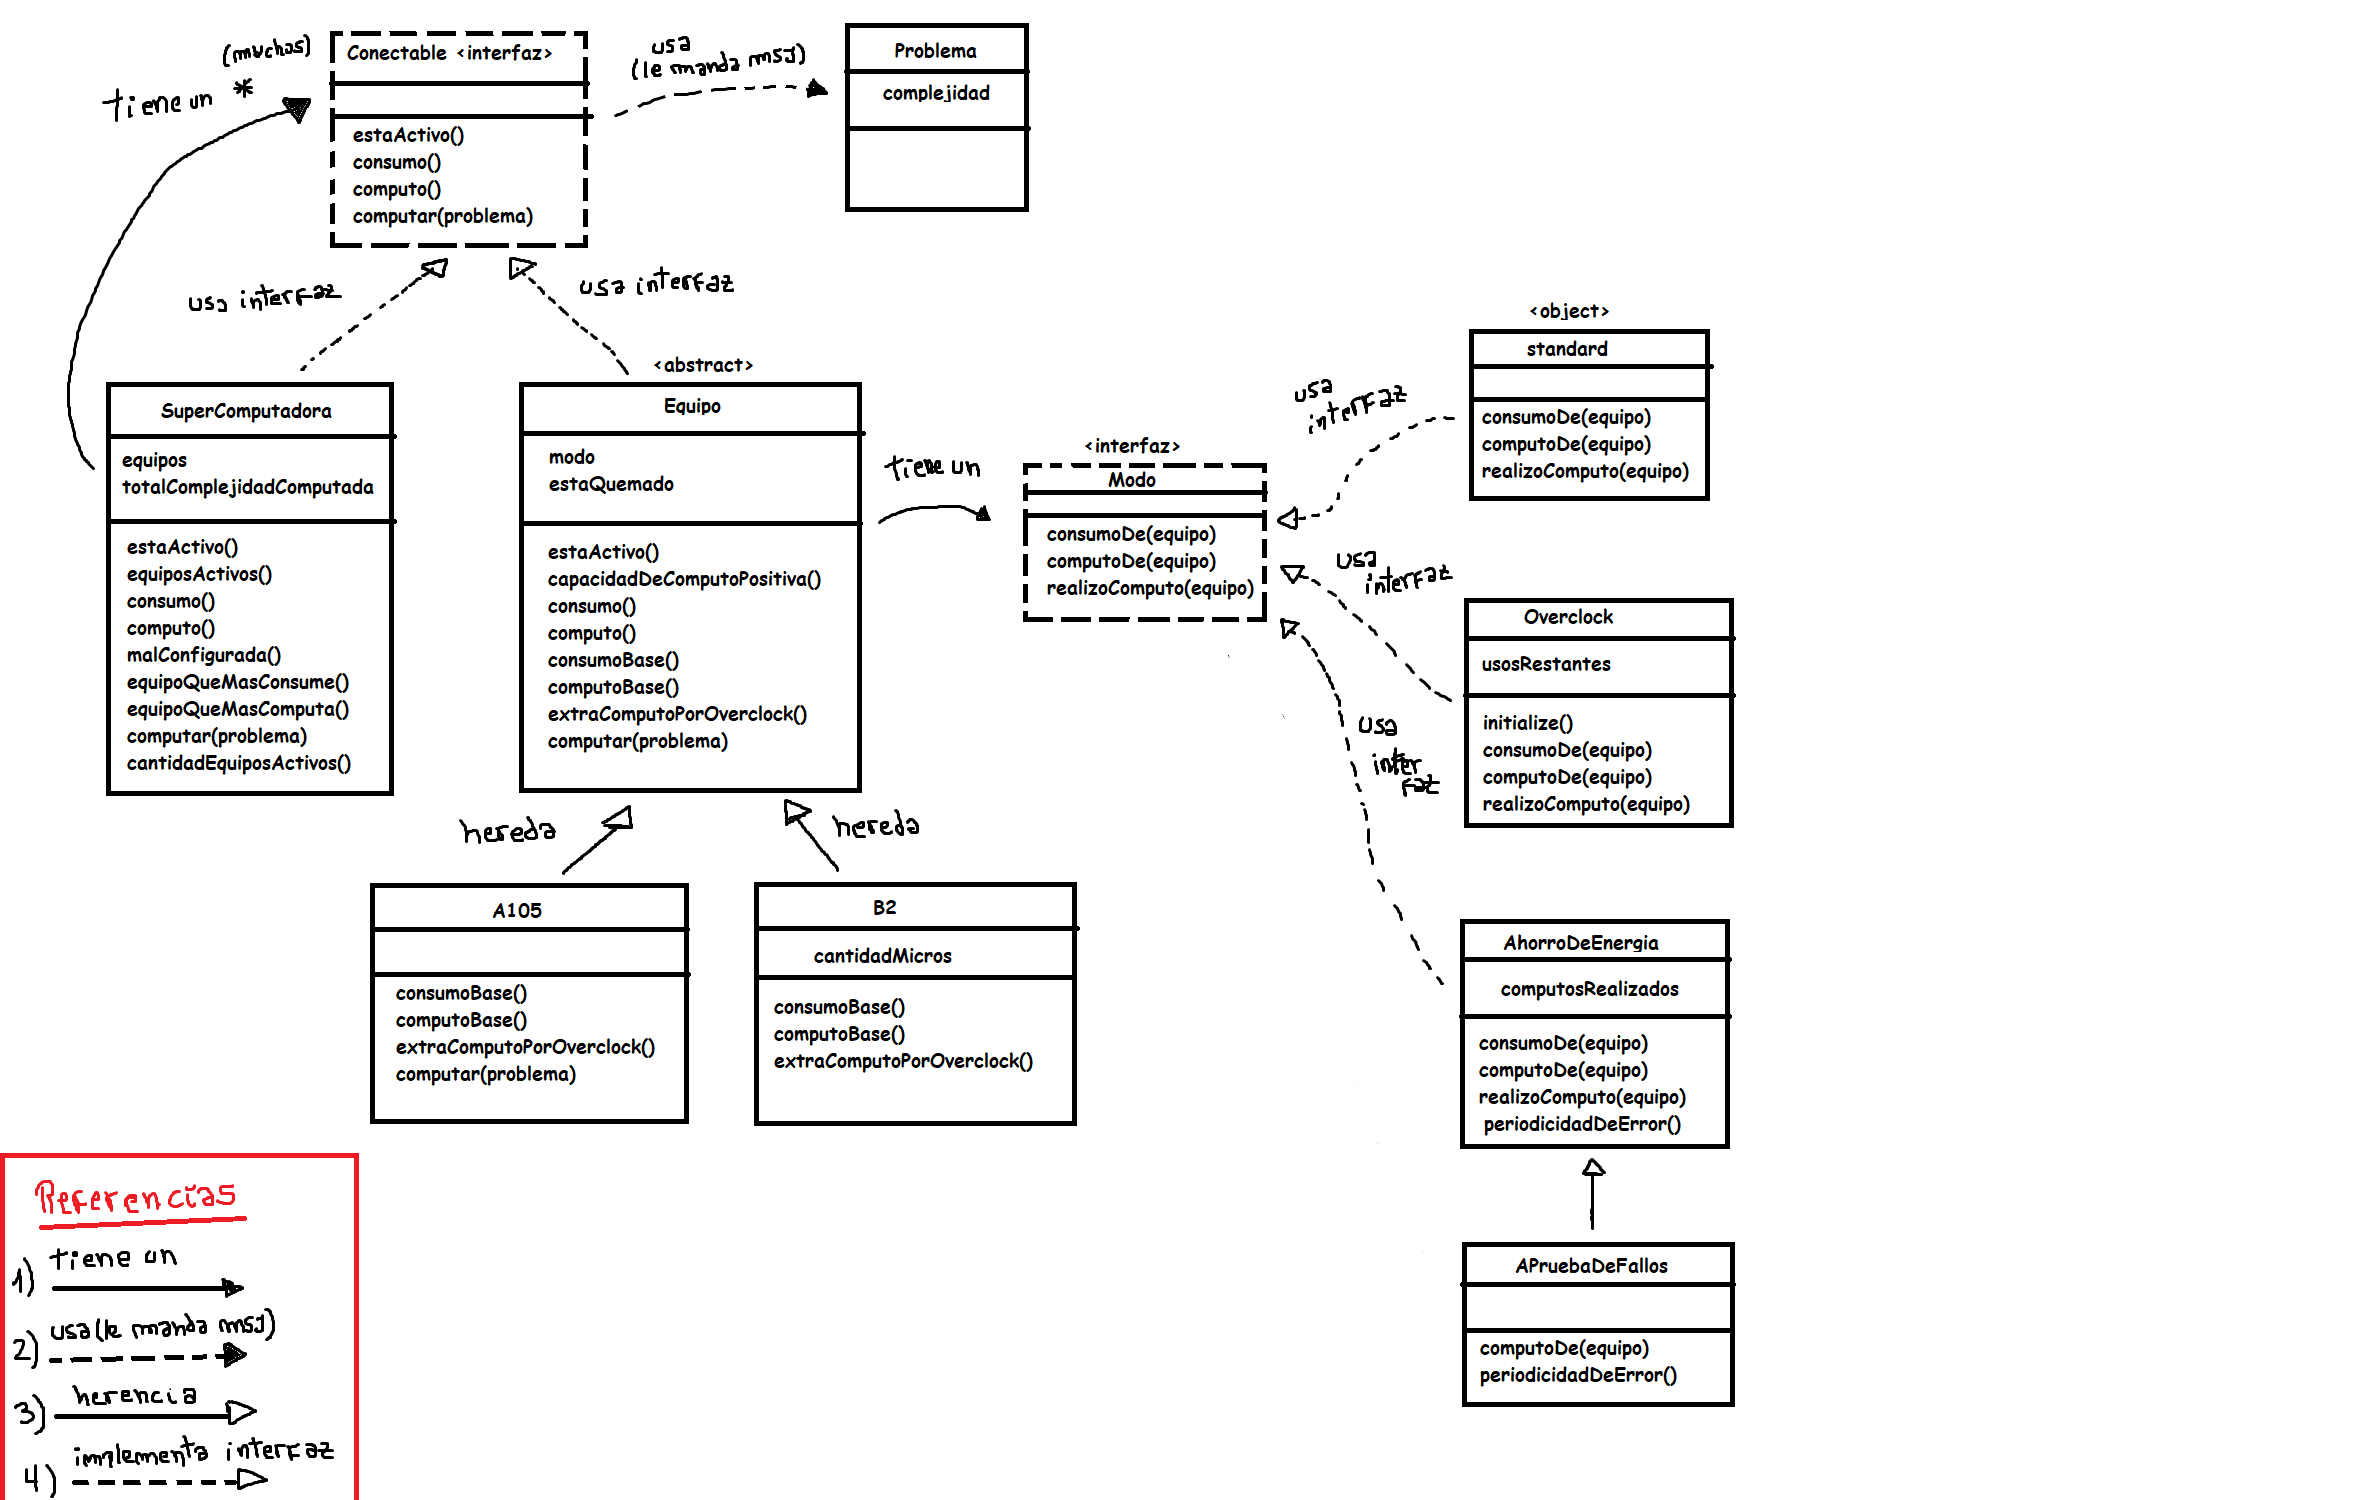 (muchos)
tiene un *
Conectable <interfaz>
estaActivo()
consumo()
computo()
computar(problema)
usa
(le manda msJ)
Problema
complejidad
usa interfaz
usa interfaz
SuperComputadora
equipos
totalComplejidadComputada
estaActivo()
equiposActivos()
consumo()
computo()
malConfigurada()
equipoQueMasConsume()
equipoQueMasComputa()
computar(problema)
cantidadEquiposActivos()
<abstract>
Equipo
modo
estaQuemado
estaActivo()
capacidadDeComputoPositiva()
consumo()
computo()
consumoBase()
computoBase()
extraComputoPorOverclock()
computar(problema)
tiene un
<interfaz>
Modo
consumoDe(equipo)
computoDe(equipo)
realizoComputo(equipo)
usa
interfaz
<object>
standard
consumoDe(equipo)
computoDe(equipo)
realizoComputo(equipo)
usa
interfaz
Overclock
usosRestantes
initialize()
consumoDe(equipo)
computoDe(equipo)
realizoComputo(equipo)
usa
inter
faz
AhorroDeEnergia
computosRealizados
consumoDe(equipo)
computoDe(equipo)
realizoComputo(equipo)
periodicidadDeError()
APruebaDeFallos
computoDe(equipo)
periodicidadDeError()
hereda
hereda
A105
consumoBase()
computoBase()
extraComputoPorOverclock()
computar(problema)
B2
cantidadMicros
consumoBase()
computoBase()
extraComputoPorOverclock()
Referencias
1) tiene un
2) usa (le manda msJ)
3) herencia
4) implementa interfaz